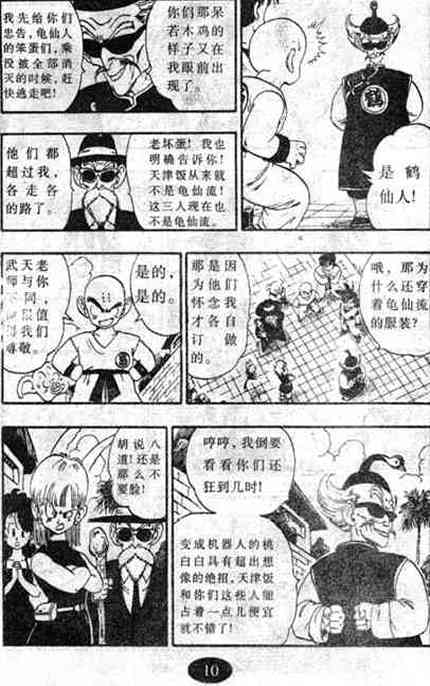 是鹤
仙人！
你们那呆
若木鸡的
样子又在
我眼前出
现了。
我先给你们
忠告，龟仙人
的笨蛋们，乘
没被全部消
灭的时候，赶
快逃走吧！
老坏蛋！我也
明确告诉你！
天津饭从来就
不是龟仙流！
这三人现在也
不是龟仙流。
他们都
超过我，
各走各
的路了。
哦，那为
什么还穿
着龟仙流
的服装？
那是因
为他们
怀念我
才各自
订做
的。
是的，
是的。
武天老
师与你
不同，
值
得我们
尊敬。
哼哼，我倒要
看看你们还
狂到几时！
变成机器人的桃
白白具有超出想
像的绝招，天津饭
和你们这些人能
占着一点儿便宜
就不错了！
胡说八
道！还是
那么不
要脸！
鹤
龟
10